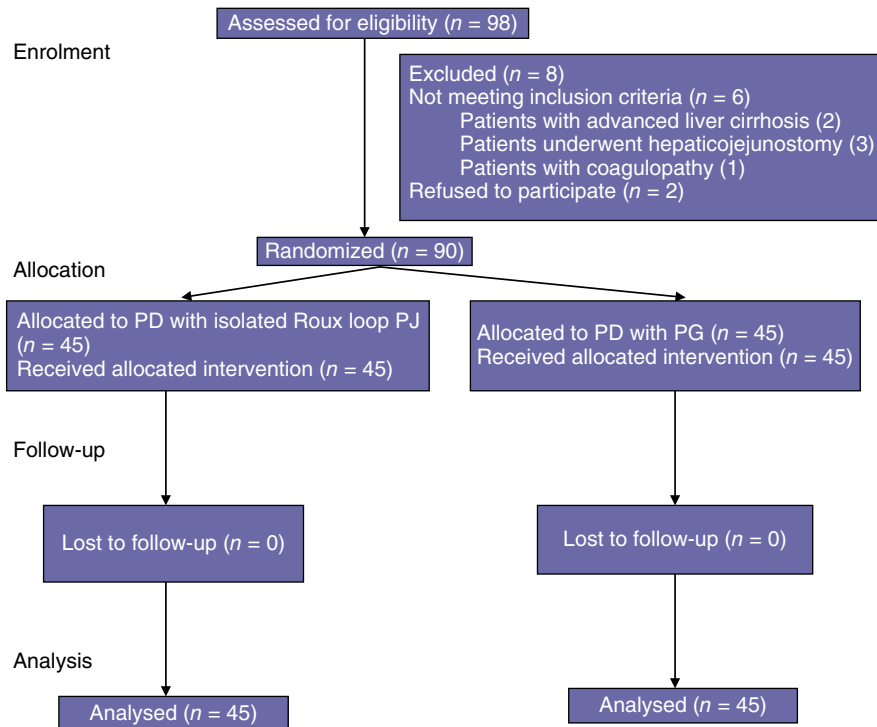 Assessed for eligibility (n = 98)
Enrolment
Excluded (n = 8)
Not meeting inclusion criteria (n = 6)
Patients with advanced liver cirrhosis (2)
Patients underwent hepaticojejunostomy (3)
Patients with coagulopathy (1)
Refused to participate (n = 2)
Randomized (n = 90)
Allocation
Allocated to PD with isolated Roux loop PJ
(n = 45)
Received allocated intervention (n = 45)
Allocated to PD with PG (n = 45)
Received allocated intervention (n = 45)
Follow-up
Lost to follow-up (n = 0)
Lost to follow-up (n = 0)
Analysis
Analysed (n = 45)
Analysed (n = 45)